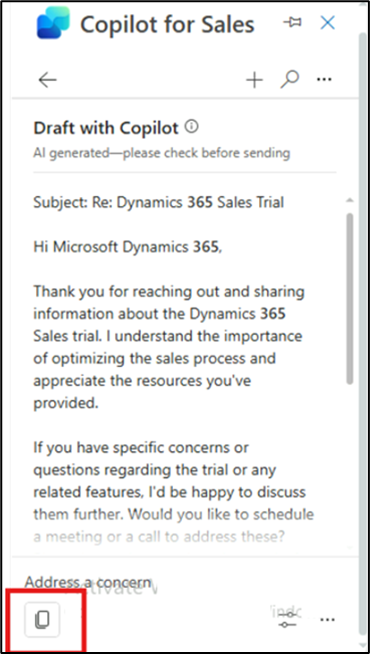 Copilot for Sales
Draft with Copilot
AI generated—please check before sending
Subject: Re: Dynamics 365 Sales Trial
Hi Microsoft Dynamics 365,
Thank you for reaching out and sharing
information about the Dynamics 365
Sales trial. I understand the importance
of optimizing the sales process and
appreciate the resources you've
provided.
If you have specific concerns or
questions regarding the trial or any
related features, I'd be happy to discuss
them further. Would you like to schedule
a meeting or a call to address these?
Address a concern